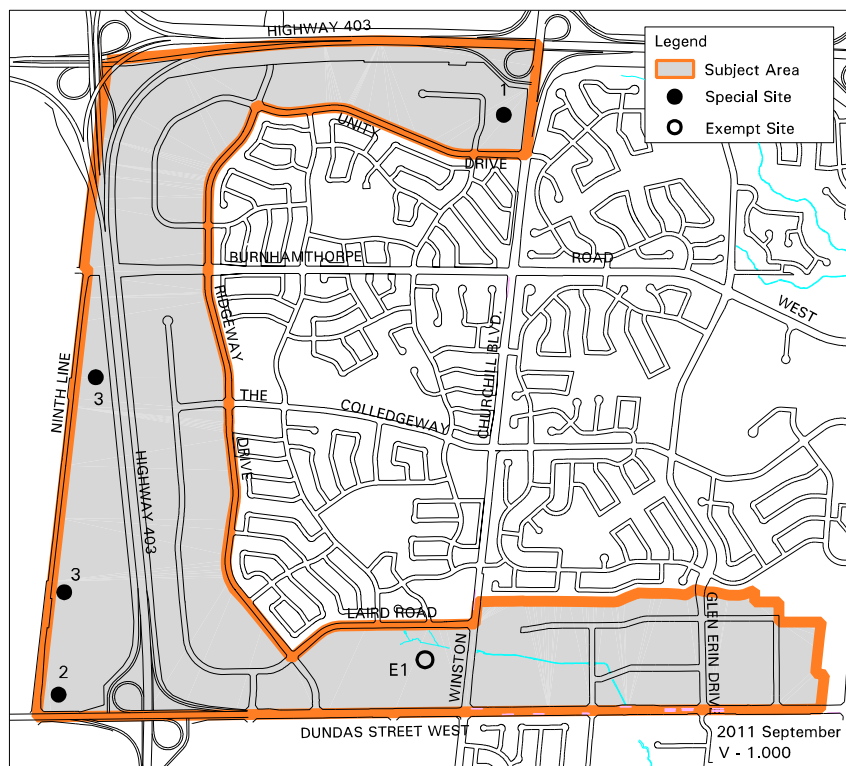 HIGHWAY 403
Legend
Subject Area
Special Site
Exempt Site
1
UNITY
DRIVE
BURNHAMTHORPE
ROAD
WEST
RIDGEWAY
CHURCHILL BLVD.
NINTH LINE
3
THE
COLLEDGEWAY
DRIVE
HIGHWAY 403
3
LAIRD ROAD
GLEN ERIN DRIVE
WINSTON
E1
2
DUNDAS STREET WEST
2011 September
V - 1.000